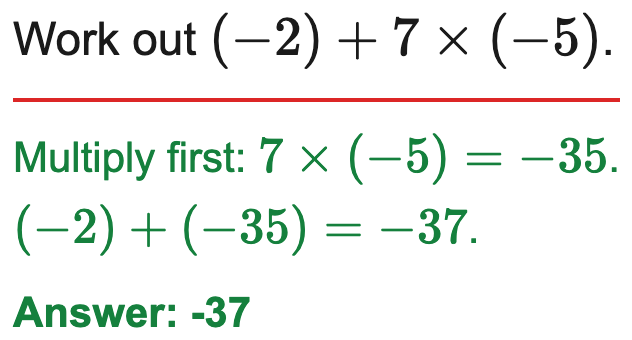 Work out (−2) + 7 × (−5).
Multiply first: 7 × (−5) = −35.
(−2) + (−35) = −37.
Answer: -37